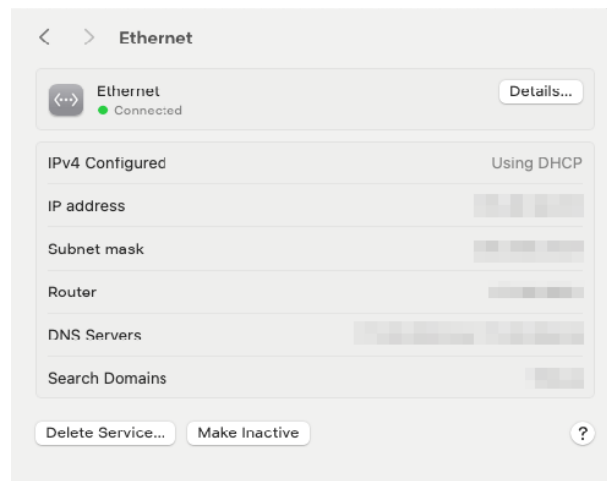 Ethernet
Ethernet
Details...
Connected
IPv4 Configured
Using DHCP
IP address
Subnet mask
Router
DNS Servers
Search Domains
Delete Service...
Make Inactive
?